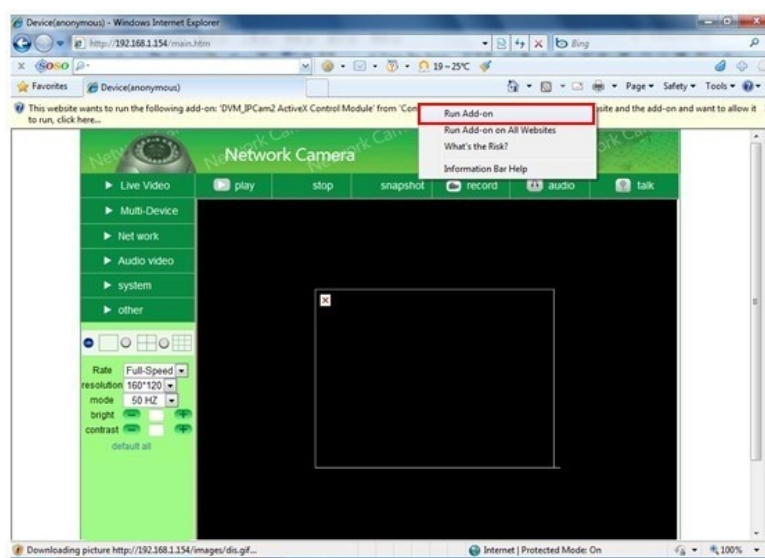 Device(anonymous) - Windows Internet Explorer
http://192.168.1.154/main.htm
Bing
x SOSO
19~25℃
Favorites Device(anonymous)
Page Safety Tools
This website wants to run the following add-on: 'DVM_IPCam2 ActiveX Control Module' from 'Con site and the add-on and want to allow it
to run, click here...
Run Add-on
Run Add-on on All Websites
What's the Risk?
Information Bar Help
Network Camera
Live Video play stop snapshot record audio talk
Multi-Device
Net work
Audio video
system
other
Rate Full-Speed
resolution 160*120
mode 50 HZ
bright
contrast
default all
Downloading picture http://192.168.1.154/images/dis.gif... Internet | Protected Mode: On 100%